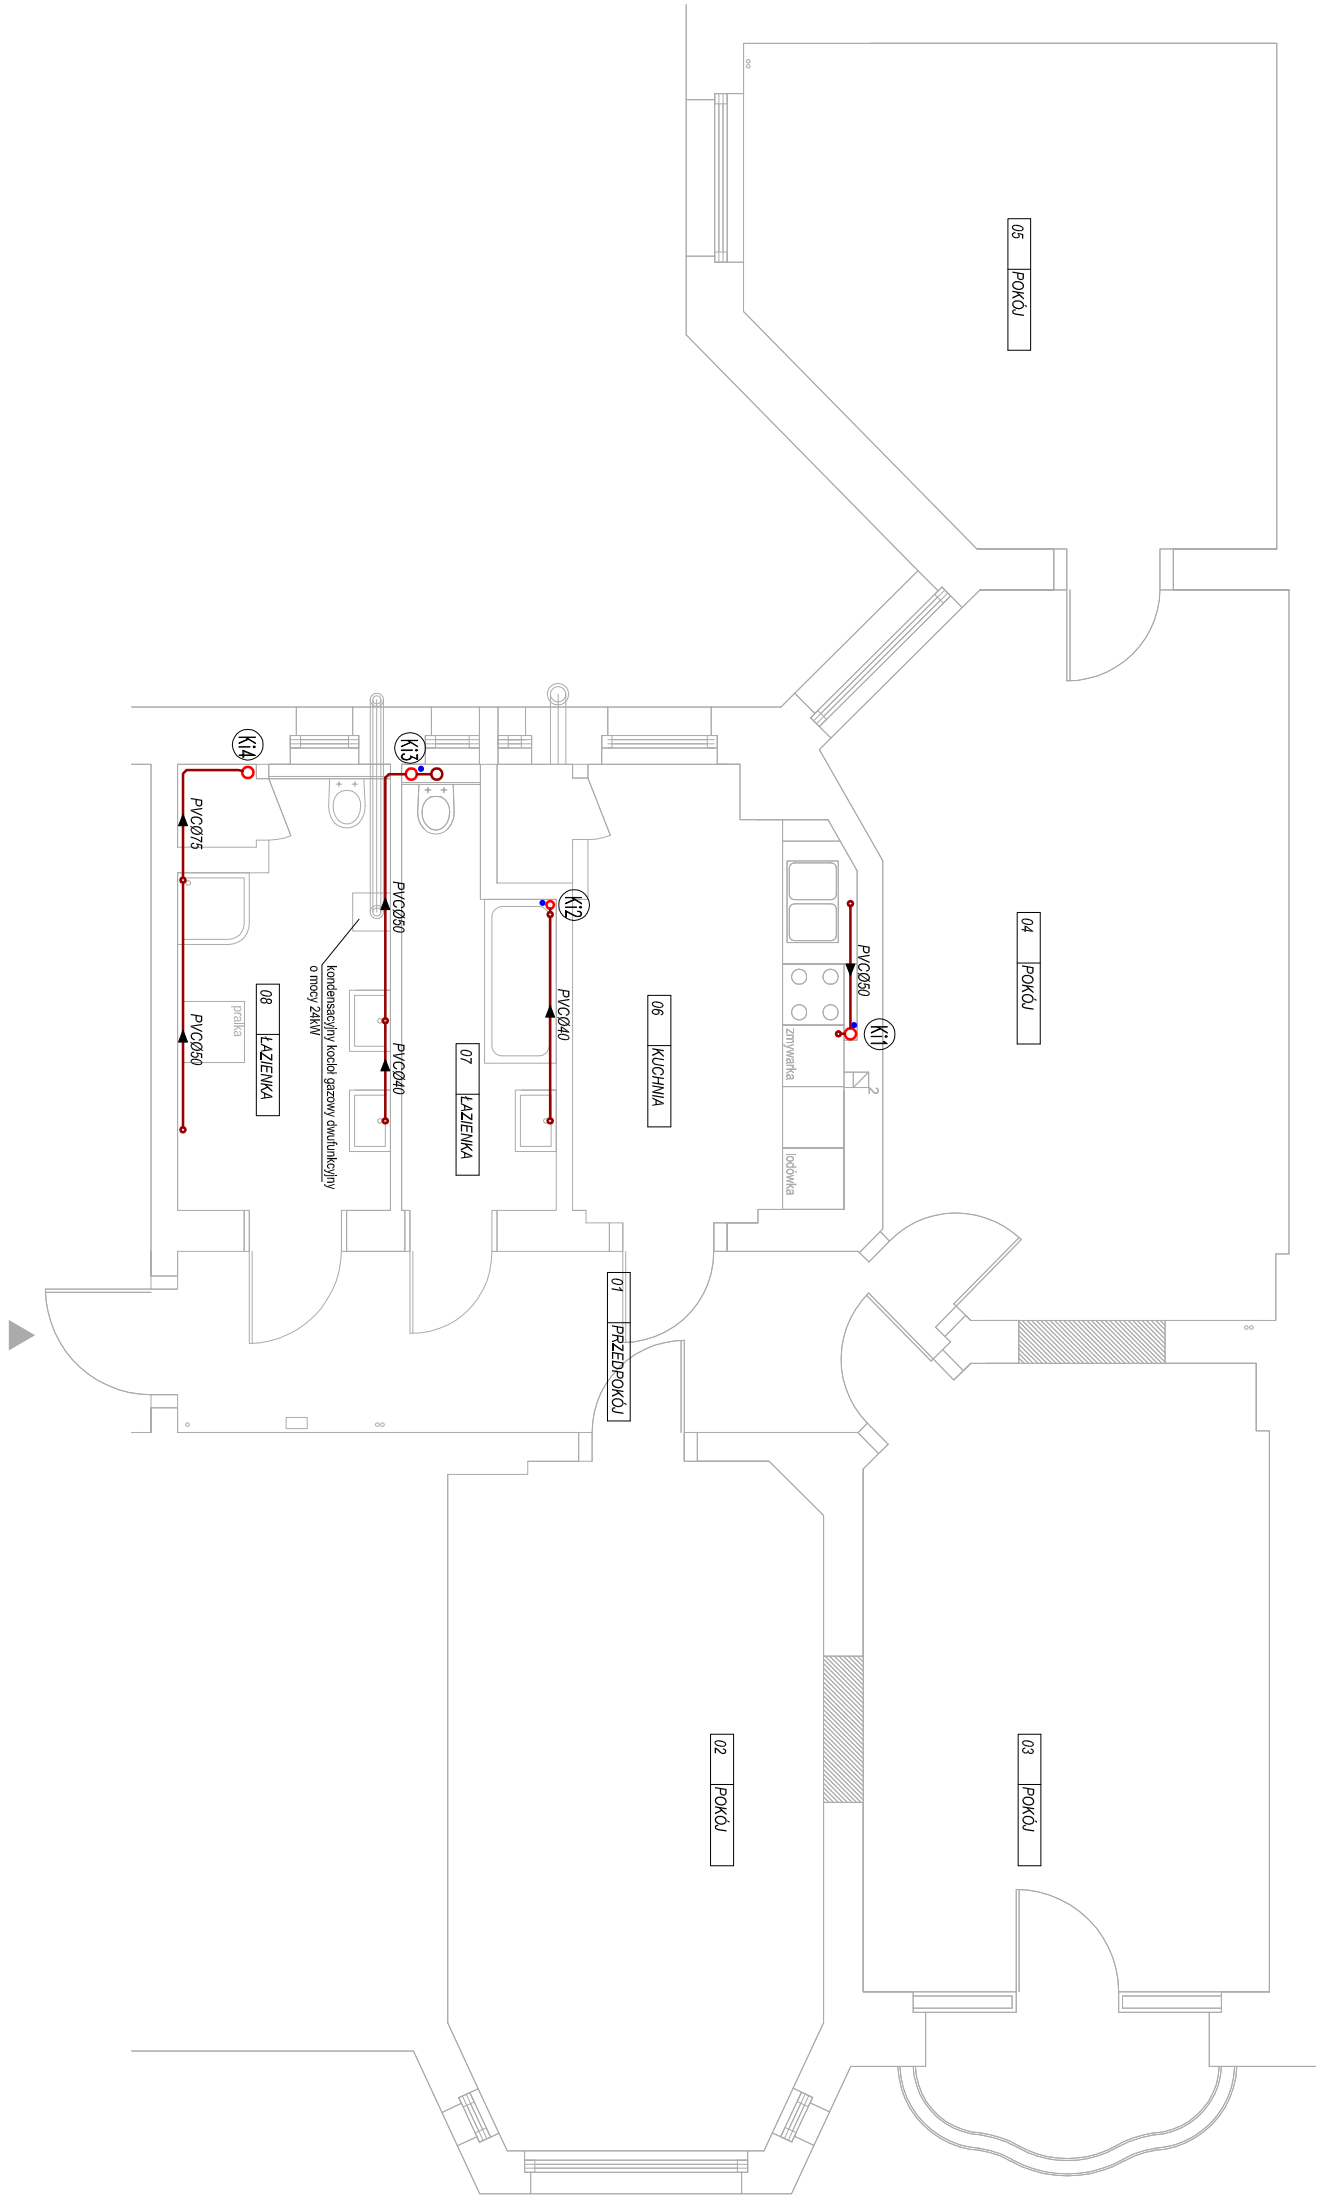 05 POKÓJ
04 POKÓJ
Ki4
Ki3
PVCØ75
PVCØ50
Ki2
PVCØ50
Ki1
PVCØ40
PVCØ50
PVCØ40
pralka
zmywarka
2
lodówka
kondensacyjny kocioł gazowy dwufunkcyjny
o mocy 24kW
08 ŁAZIENKA
07 ŁAZIENKA
06 KUCHNIA
01 PRZEDPOKÓJ
02 POKÓJ
03 POKÓJ